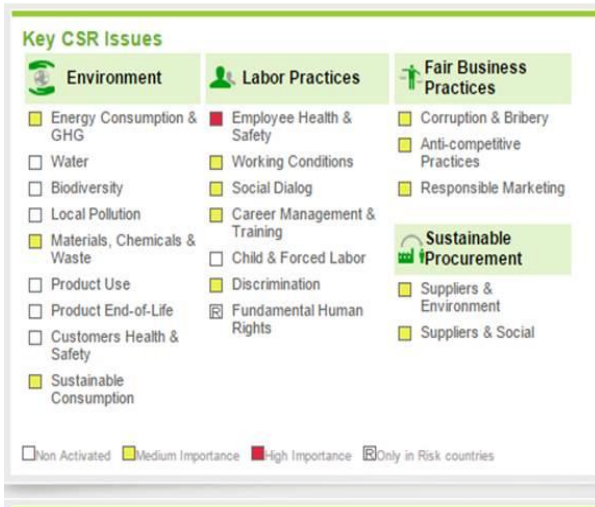 Key CSR Issues
Environment
Energy Consumption &
GHG
Water
Biodiversity
Local Pollution
Materials, Chemicals &
Waste
Product Use
Product End-of-Life
Customers Health &
Safety
Sustainable
Consumption
Labor Practices
Employee Health &
Safety
Working Conditions
Social Dialog
Career Management &
Training
Child & Forced Labor
Discrimination
R Fundamental Human
Rights
Fair Business
Practices
Corruption & Bribery
Anti-competitive
Practices
Responsible Marketing
Sustainable
Procurement
Suppliers &
Environment
Suppliers & Social
Non Activated Medium Importance High Importance R Only in Risk countries